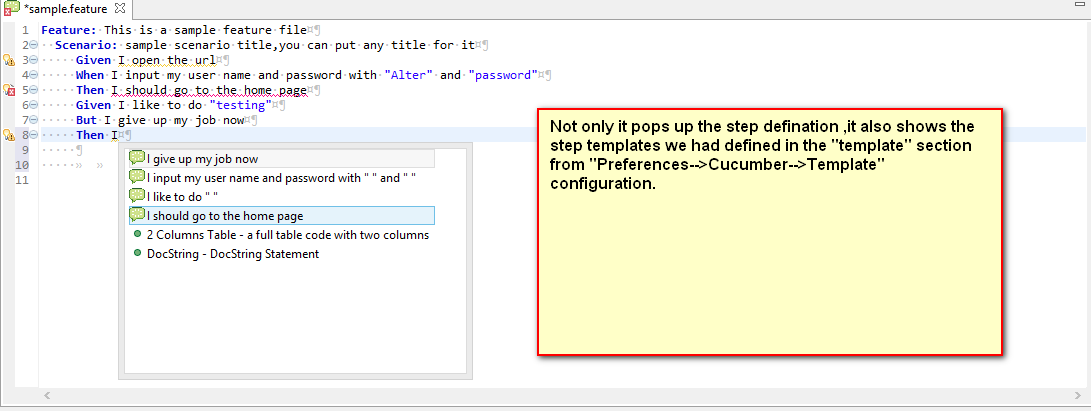 *sample.feature
1 Feature: This is a sample feature file
2 Scenario: sample scenario title,you can put any title for it
3 Given I open the url
4 When I input my user name and password with "Alter" and "password"
5 Then I should go to the home page
6 Given I like to do "testing"
7 But I give up my job now
8 Then I
9
10
11
I give up my job now
I input my user name and password with " " and " "
I like to do " "
I should go to the home page
2 Columns Table - a full table code with two columns
DocString - DocString Statement
Not only it pops up the step defination ,it also shows the
step templates we had defined in the "template" section
from "Preferences-->Cucumber-->Template"
configuration.